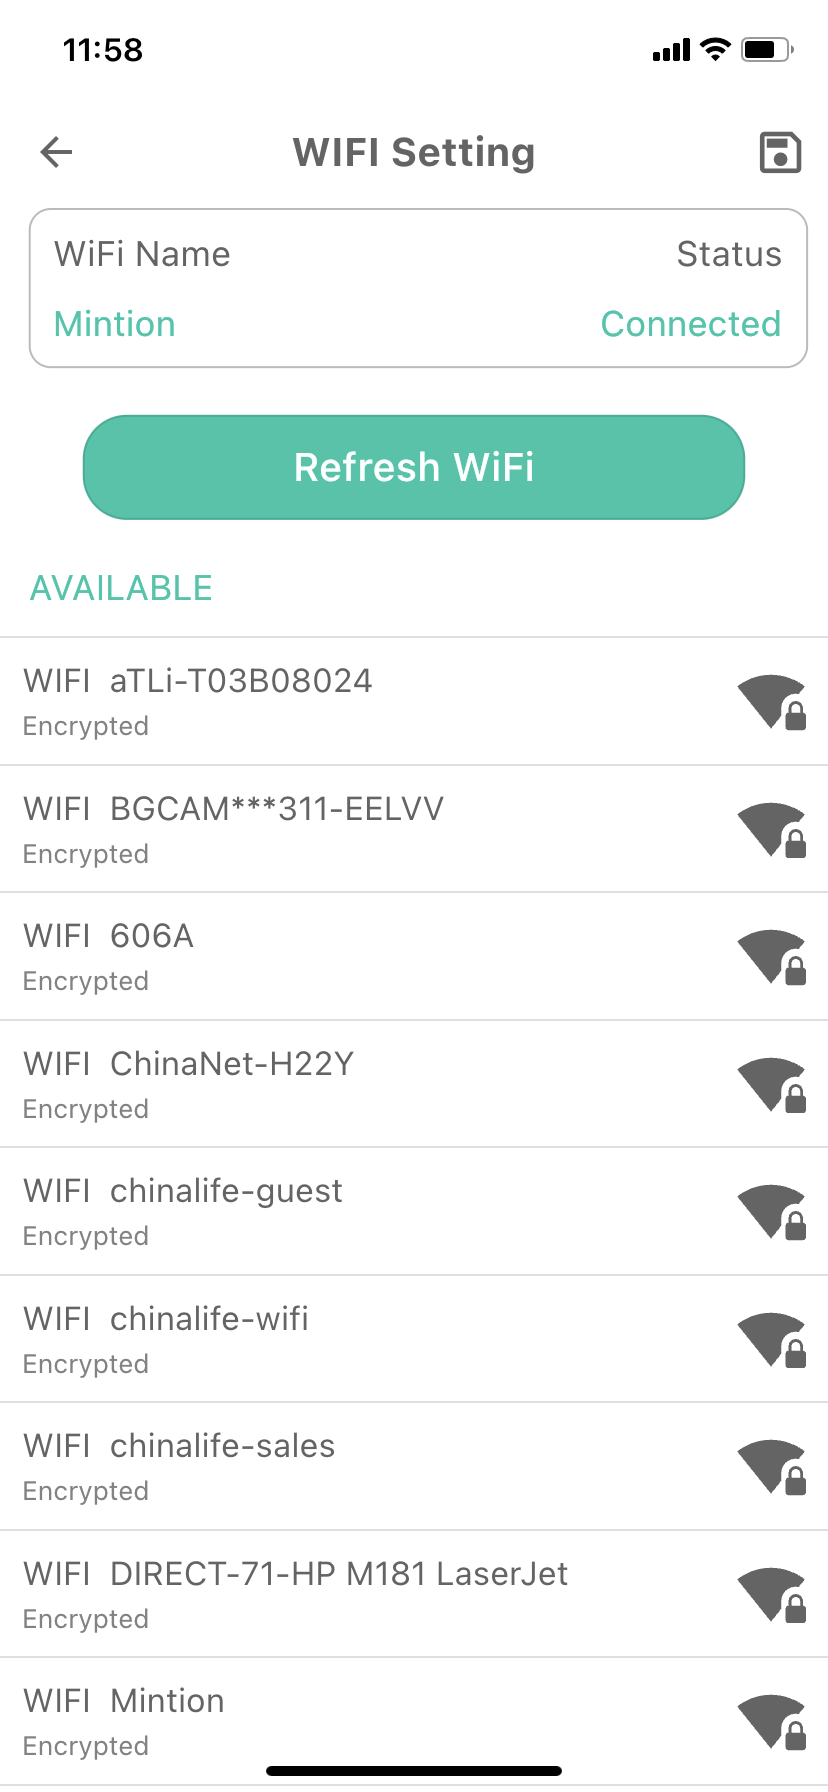 11:58
WIFI Setting
WiFi Name Status
Mintion Connected
Refresh WiFi
AVAILABLE
WIFI aTLi-T03B08024
Encrypted
WIFI BGCAM***311-EELVV
Encrypted
WIFI 606A
Encrypted
WIFI ChinaNet-H22Y
Encrypted
WIFI chinalife-guest
Encrypted
WIFI chinalife-wifi
Encrypted
WIFI chinalife-sales
Encrypted
WIFI DIRECT-71-HP M181 LaserJet
Encrypted
WIFI Mintion
Encrypted